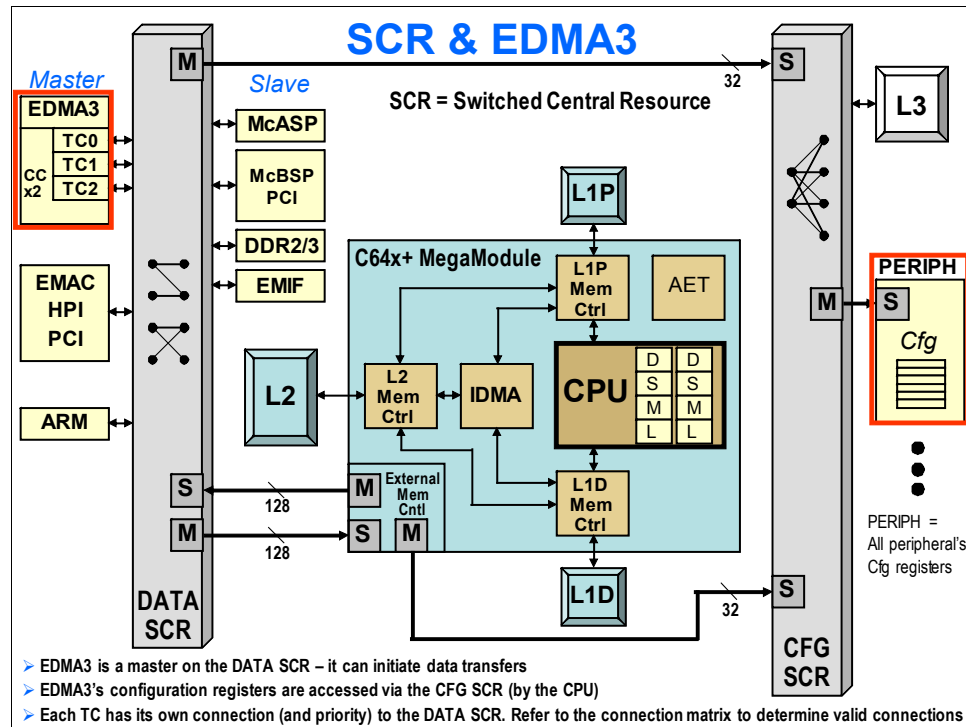 SCR & EDMA3
SCR = Switched Central Resource
Master
Slave
EDMA3
CC
x2
TC0
TC1
TC2
EMAC
HPI
PCI
ARM
M
S
M
DATA
SCR
McASP
McBSP
PCI
DDR2/3
EMIF
32
128
128
L1P
C64x+ MegaModule
L1P
Mem
Ctrl
AET
L2
L2
Mem
Ctrl
IDMA
CPU
D
S
M
L
D
S
M
L
External
Mem
Cntl
M
S
M
L1D
Mem
Ctrl
L1D
32
S
M
S
CFG
SCR
L3
PERIPH
S
Cfg
PERIPH =
All peripheral's
Cfg registers
➢ EDMA3 is a master on the DATA SCR – it can initiate data transfers
➢ EDMA3's configuration registers are accessed via the CFG SCR (by the CPU)
➢ Each TC has its own connection (and priority) to the DATA SCR. Refer to the connection matrix to determine valid connections